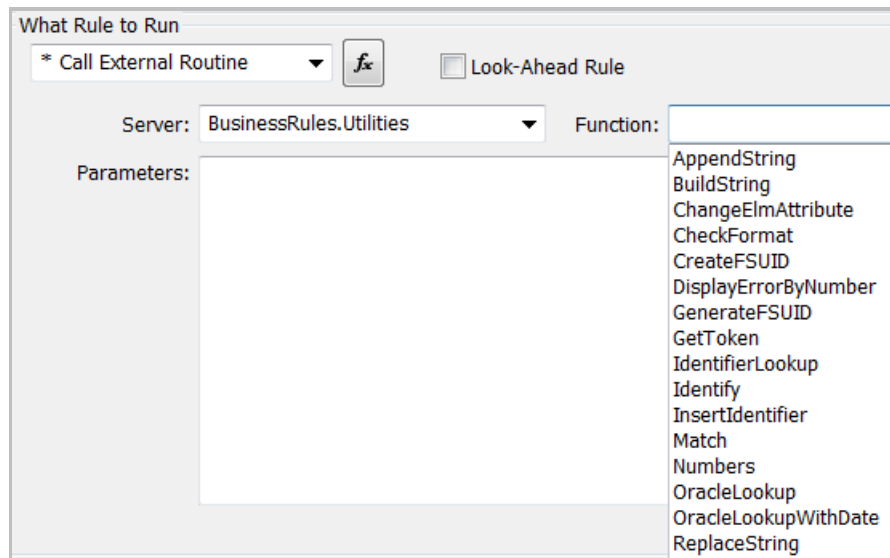 What Rule to Run
* Call External Routine
fx
Look-Ahead Rule
Server:
BusinessRules.Utilities
Function:
Parameters:
AppendString
BuildString
ChangeElmAttribute
CheckFormat
CreateFSUID
DisplayErrorByNumber
GenerateFSUID
GetToken
IdentifierLookup
Identify
InsertIdentifier
Match
Numbers
OracleLookup
OracleLookupWithDate
ReplaceString